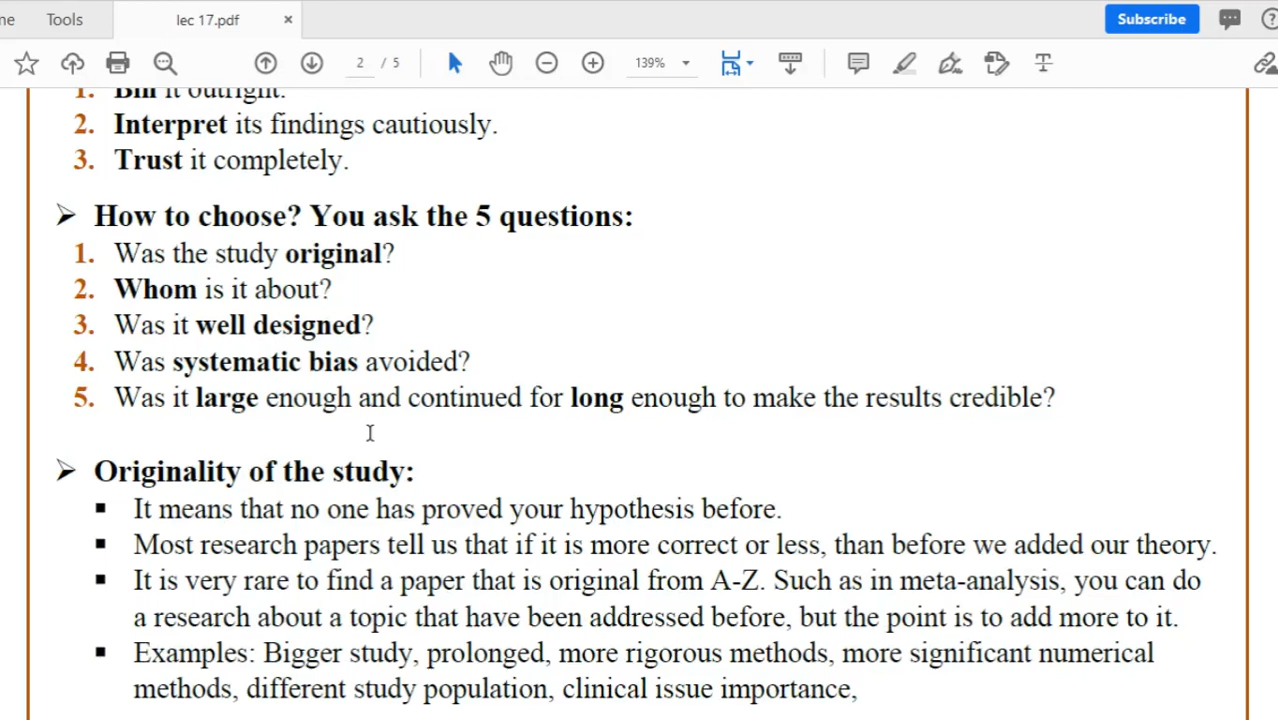 Tools
lec 17.pdf
Subscribe
2 / 5
139%
it outright.
2. Interpret its findings cautiously.
3. Trust it completely.
How to choose? You ask the 5 questions:
1. Was the study original?
2. Whom is it about?
3. Was it well designed?
4. Was systematic bias avoided?
5. Was it large enough and continued for long enough to make the results credible?
Originality of the study:
It means that no one has proved your hypothesis before.
Most research papers tell us that if it is more correct or less, than before we added our theory.
It is very rare to find a paper that is original from A-Z. Such as in meta-analysis, you can do
a research about a topic that have been addressed before, but the point is to add more to it.
Examples: Bigger study, prolonged, more rigorous methods, more significant numerical
methods, different study population, clinical issue importance,